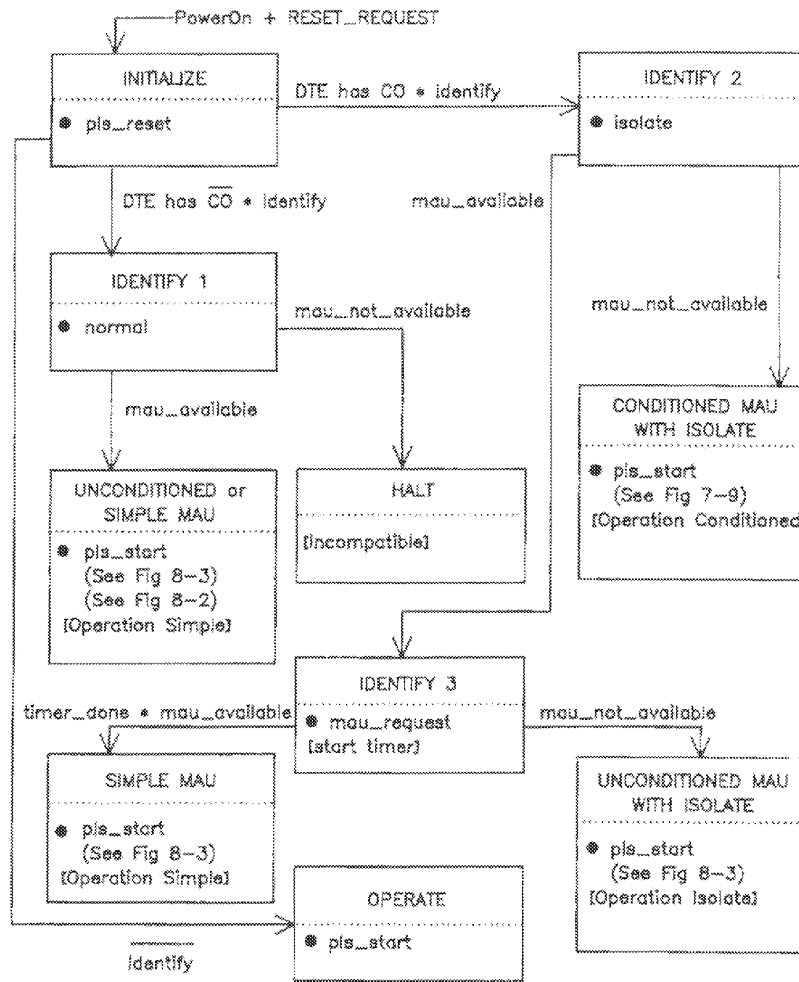 PowerOn + RESET_REQUEST
INITIALIZE
● pls_reset
DTE has CO * identify
IDENTIFY 2
● isolate
DTE has C̅O̅ * identify
mau_available
IDENTIFY 1
● normal
mau_not_available
mau_not_available
mau_available
CONDITIONED MAU
WITH ISOLATE
● pls_start
(See Fig 7-9)
[Operation Conditioned]
UNCONDITIONED or
SIMPLE MAU
● pls_start
(See Fig 8-3)
(See Fig 8-2)
[Operation Simple]
HALT
[incompatible]
IDENTIFY 3
● mau_request
[start timer]
timer_done * mau_available
mau_not_available
SIMPLE MAU
● pls_start
(See Fig 8-3)
[Operation Simple]
UNCONDITIONED MAU
WITH ISOLATE
● pls_start
(See Fig 8-3)
[Operation Isolate]
OPERATE
● pls_start
i̅d̅e̅n̅t̅i̅f̅y̅